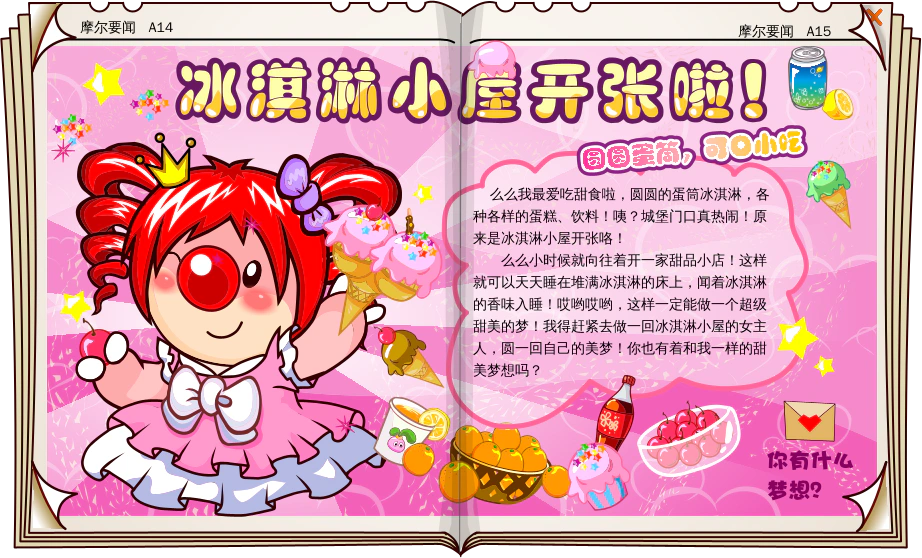 摩尔要闻 A14
摩尔要闻 A15
冰淇淋小屋开张啦！
圆圆蛋筒，可口小吃
么么我最爱吃甜食啦，圆圆的蛋筒冰淇淋，各
种各样的蛋糕、饮料！咦？城堡门口真热闹！原
来是冰淇淋小屋开张咯！
么么小时候就向往着开一家甜品小店！这样
就可以天天睡在堆满冰淇淋的床上，闻着冰淇淋
的香味入睡！哎哟哎哟，这样一定能做一个超级
甜美的梦！我得赶紧去做一回冰淇淋小屋的女主
人，圆一回自己的美梦！你也有着和我一样的甜
美梦想吗？
你有什么
梦想？